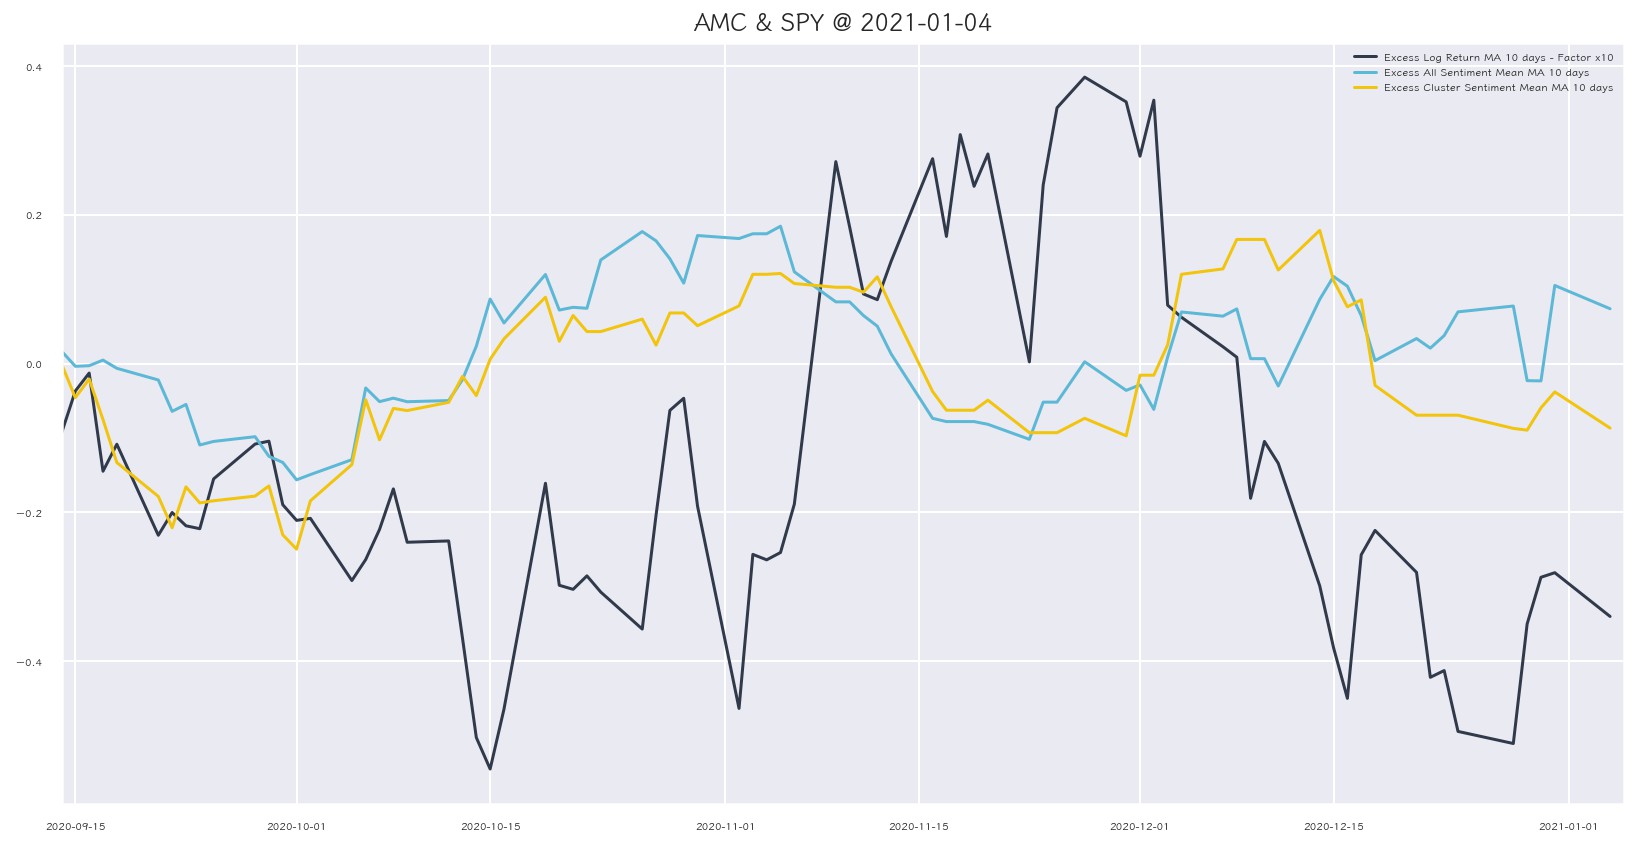 AMC & SPY @ 2021-01-04
Excess Log Return MA 10 days - Factor x10
Excess All Sentiment Mean MA 10 days
Excess Cluster Sentiment Mean MA 10 days
0.4
0.2
0.0
−0.2
−0.4
2020-09-15 2020-10-01 2020-10-15 2020-11-01 2020-11-15 2020-12-01 2020-12-15 2021-01-01